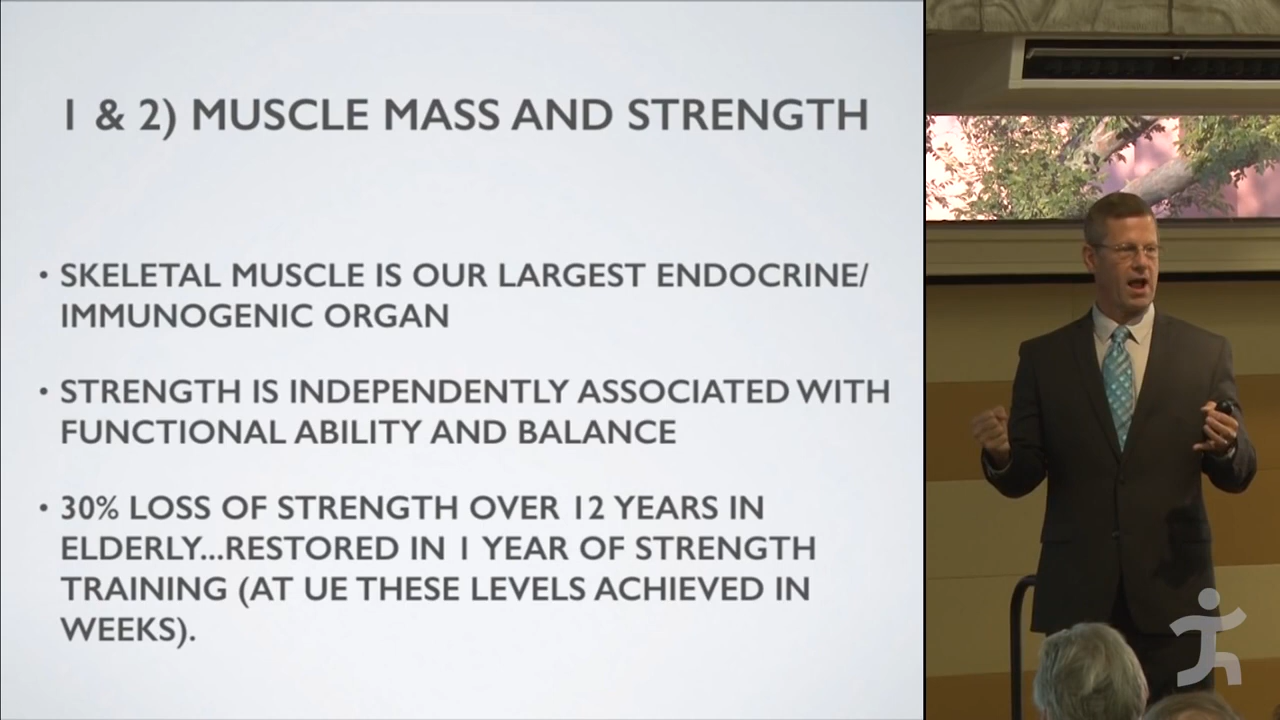 1 & 2) MUSCLE MASS AND STRENGTH
• SKELETAL MUSCLE IS OUR LARGEST ENDOCRINE/
IMMUNOGENIC ORGAN
• STRENGTH IS INDEPENDENTLY ASSOCIATED WITH
FUNCTIONAL ABILITY AND BALANCE
• 30% LOSS OF STRENGTH OVER 12 YEARS IN
ELDERLY...RESTORED IN 1 YEAR OF STRENGTH
TRAINING (AT UE THESE LEVELS ACHIEVED IN
WEEKS).